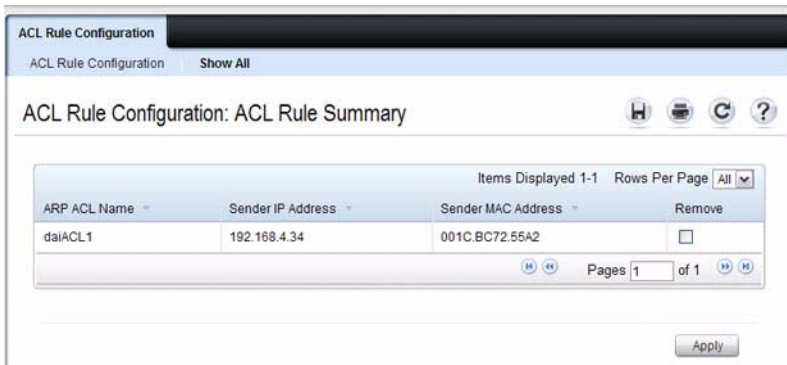 ACL Rule Configuration
ACL Rule Configuration Show All
ACL Rule Configuration: ACL Rule Summary
?
Items Displayed 1-1 Rows Per Page All
ARP ACL Name Sender IP Address Sender MAC Address Remove
daiACL1 192.168.4.34 001C.BC72.55A2
Pages 1 of 1
Apply